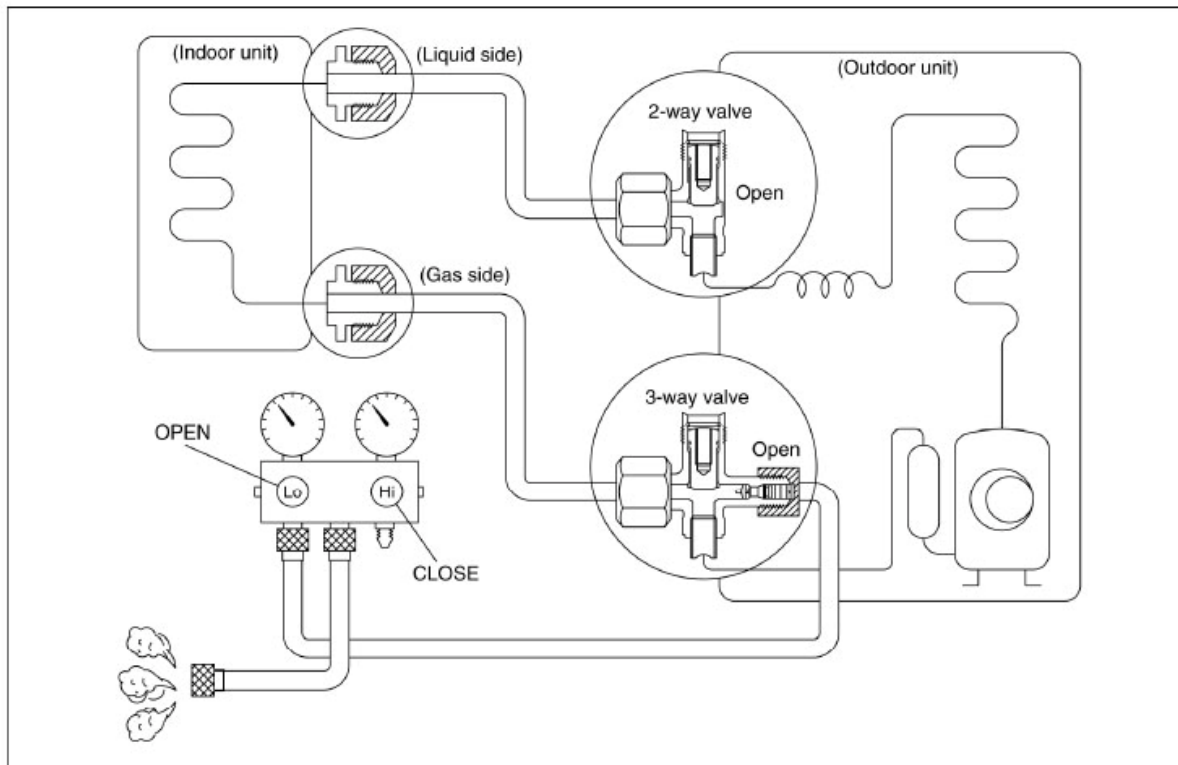 (Indoor unit)
(Liquid side)
(Outdoor unit)
2-way valve
Open
(Gas side)
3-way valve
Open
OPEN
Lo
Hi
CLOSE